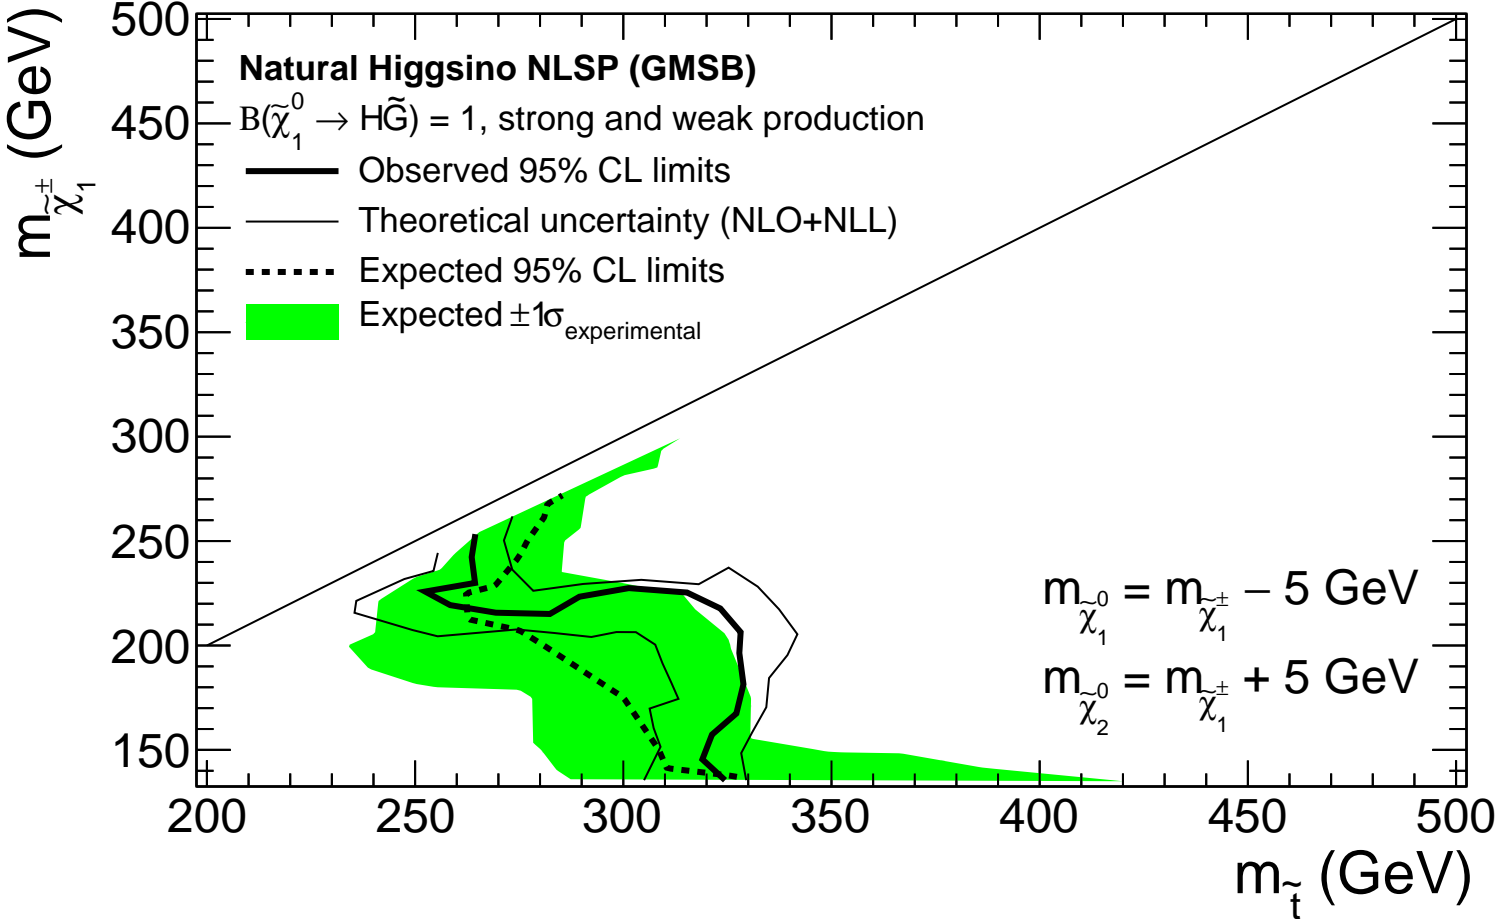 m_χ̃₁^± (GeV)
500
450
400
350
300
250
200
150
Natural Higgsino NLSP (GMSB)
B(χ̃₁⁰ → HG̃) = 1, strong and weak production
Observed 95% CL limits
Theoretical uncertainty (NLO+NLL)
Expected 95% CL limits
Expected ±1σ_experimental
m_χ̃₁⁰ = m_χ̃₁^± − 5 GeV
m_χ̃₂⁰ = m_χ̃₁^± + 5 GeV
200 250 300 350 400 450 500
m_t̃ (GeV)